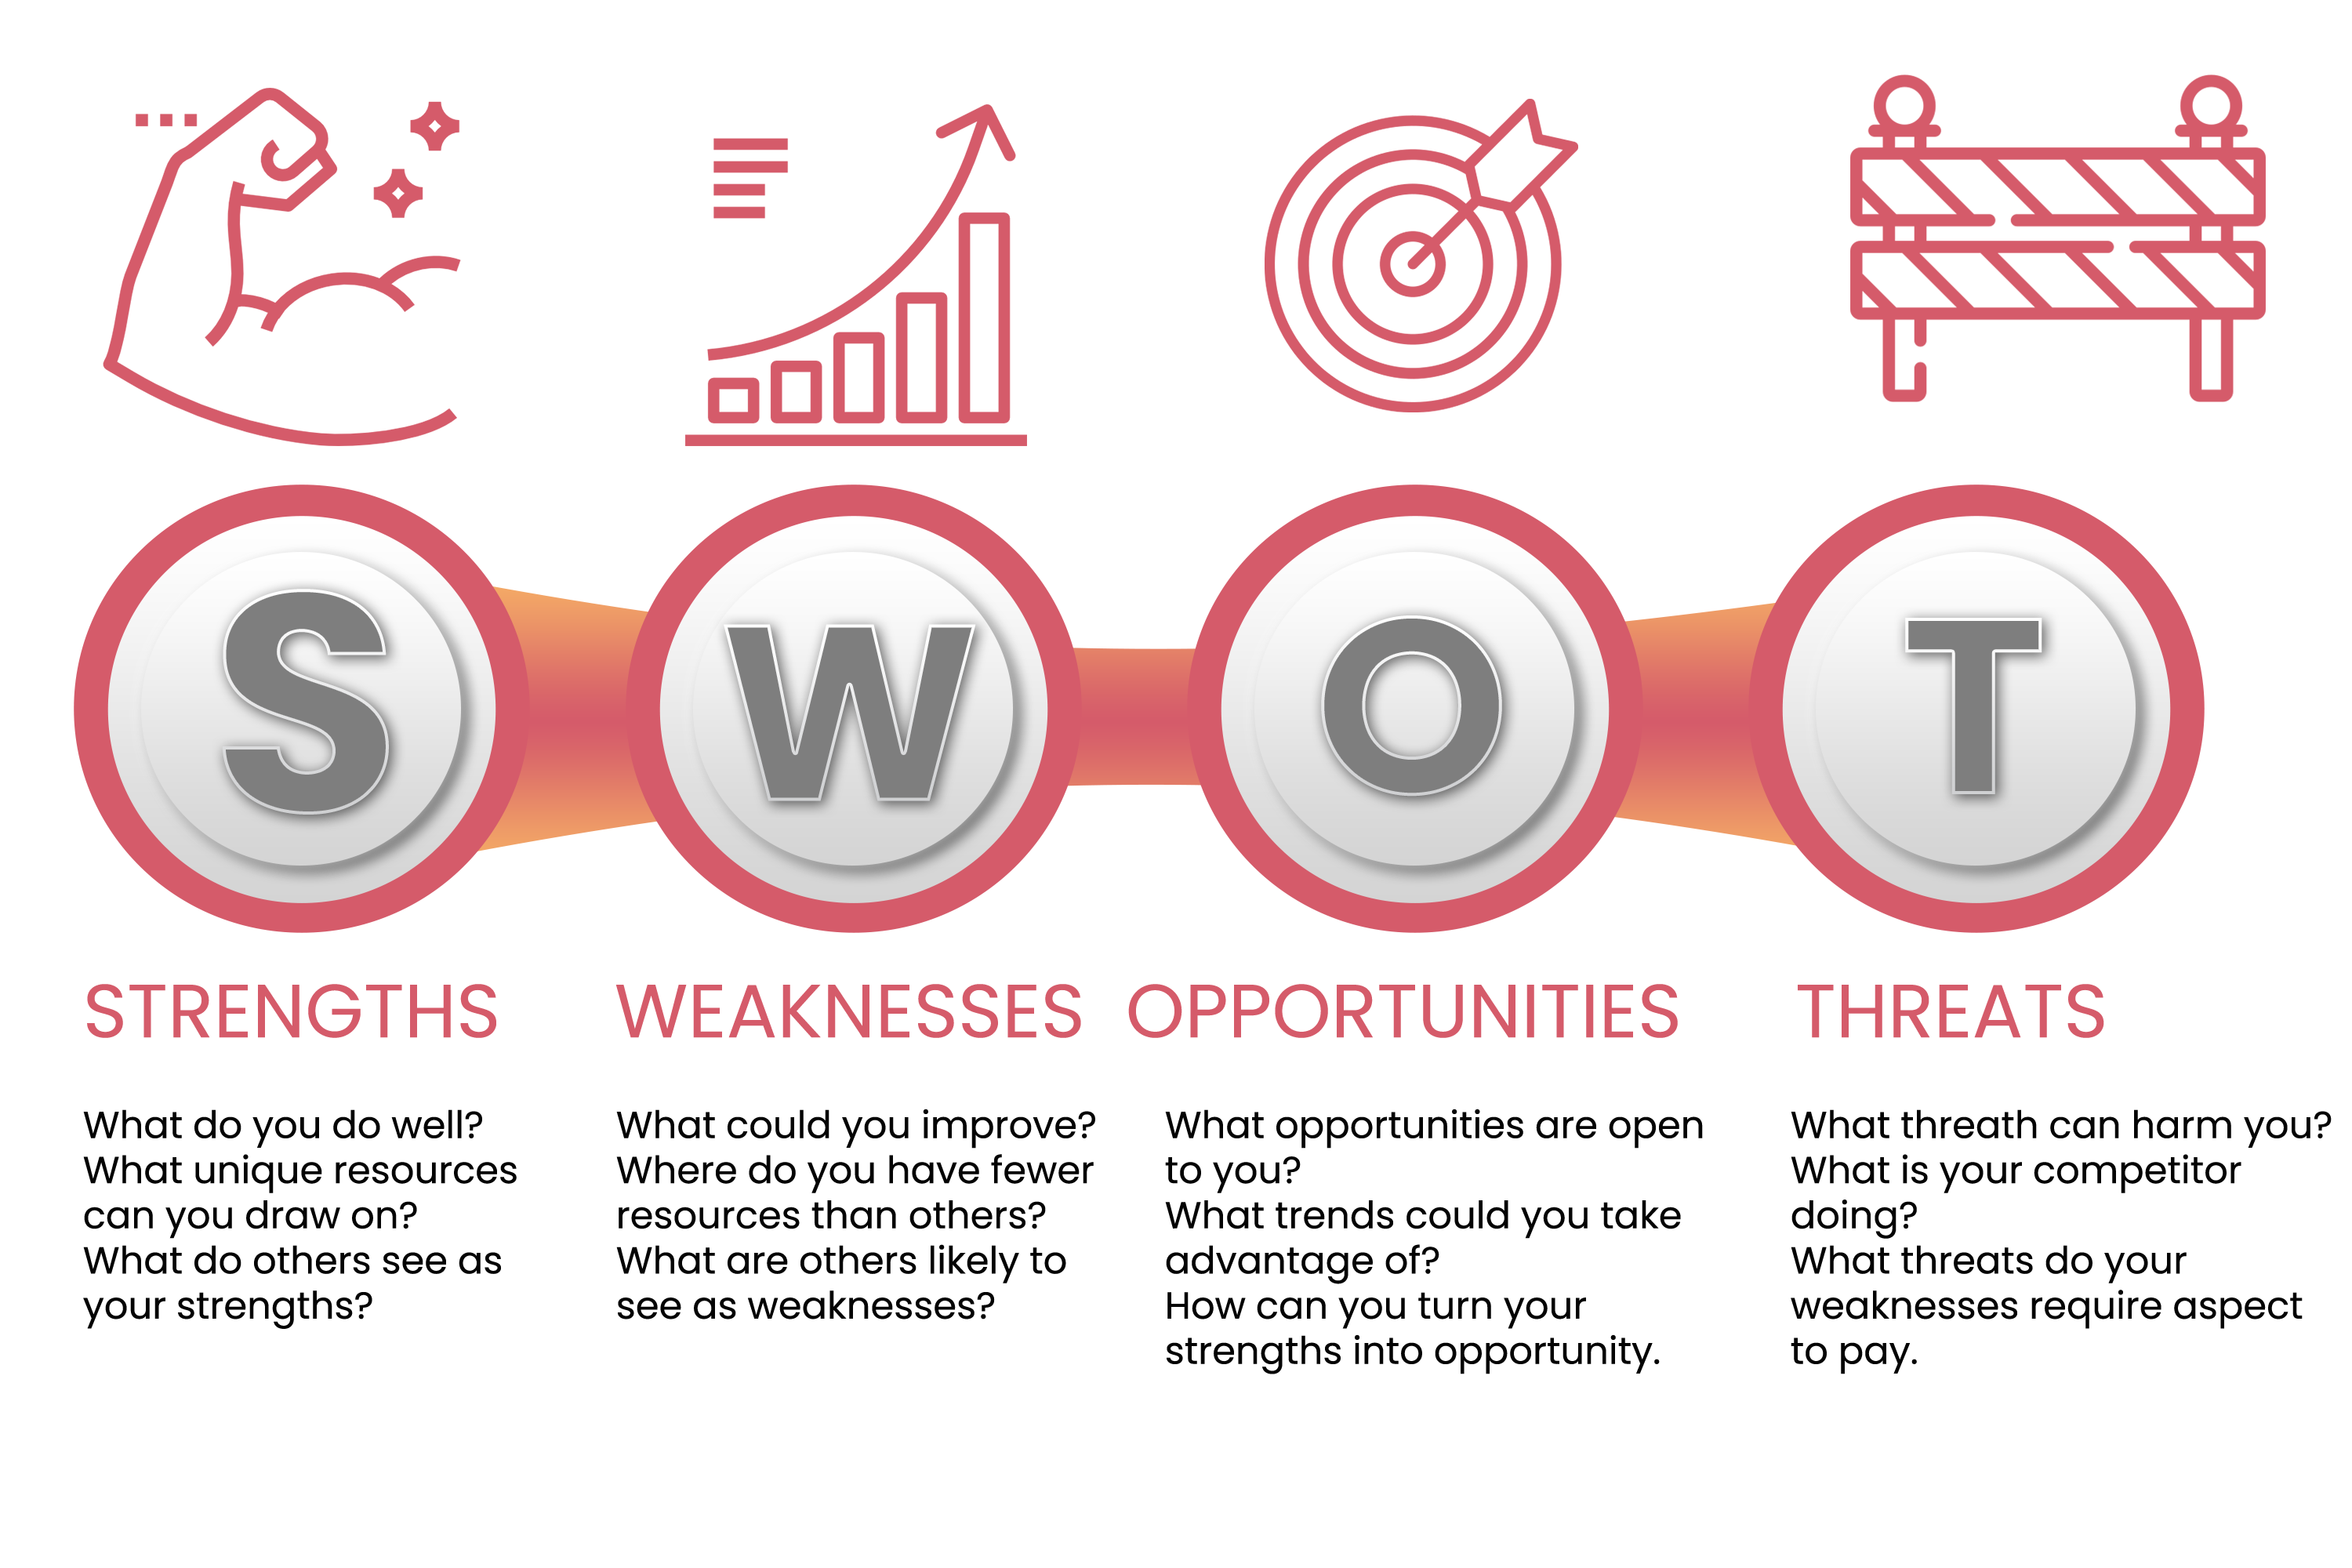 S
W
O
T
STRENGTHS
WEAKNESSES
OPPORTUNITIES
THREATS
What do you do well?
What unique resources
can you draw on?
What do others see as
your strengths?
What could you improve?
Where do you have fewer
resources than others?
What are others likely to
see as weaknesses?
What opportunities are open
to you?
What trends could you take
advantage of?
How can you turn your
strengths into opportunity.
What threath can harm you?
What is your competitor
doing?
What threats do your
weaknesses require aspect
to pay.